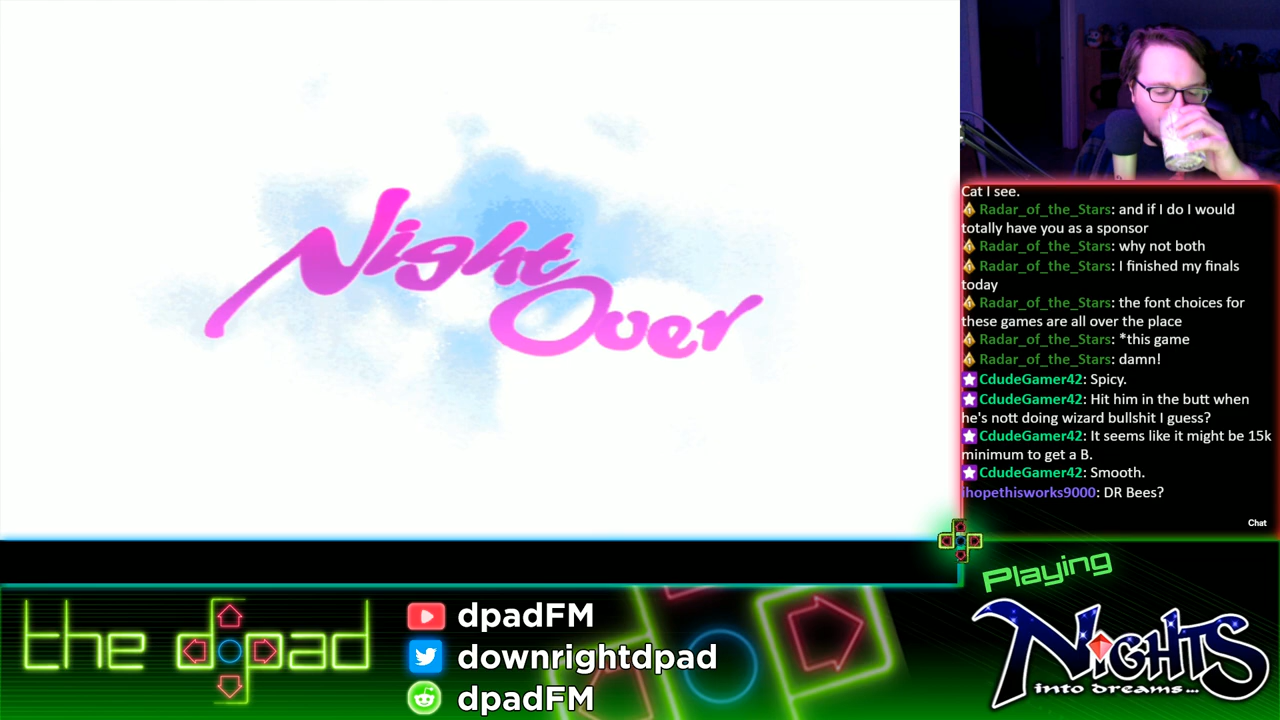 Night
Over
Cat I see.
Radar_of_the_Stars: and if I do I would
totally have you as a sponsor
Radar_of_the_Stars: why not both
Radar_of_the_Stars: I finished my finals
today
Radar_of_the_Stars: the font choices for
these games are all over the place
Radar_of_the_Stars: *this game
Radar_of_the_Stars: damn!
CdudeGamer42: Spicy.
CdudeGamer42: Hit him in the butt when
he's nott doing wizard bullshit I guess?
CdudeGamer42: It seems like it might be 15k
minimum to get a B.
CdudeGamer42: Smooth.
ihopethisworks9000: DR Bees?
Chat
Playing
NiGHTS
into dreams...
the dpad
dpadFM
downrightdpad
dpadFM